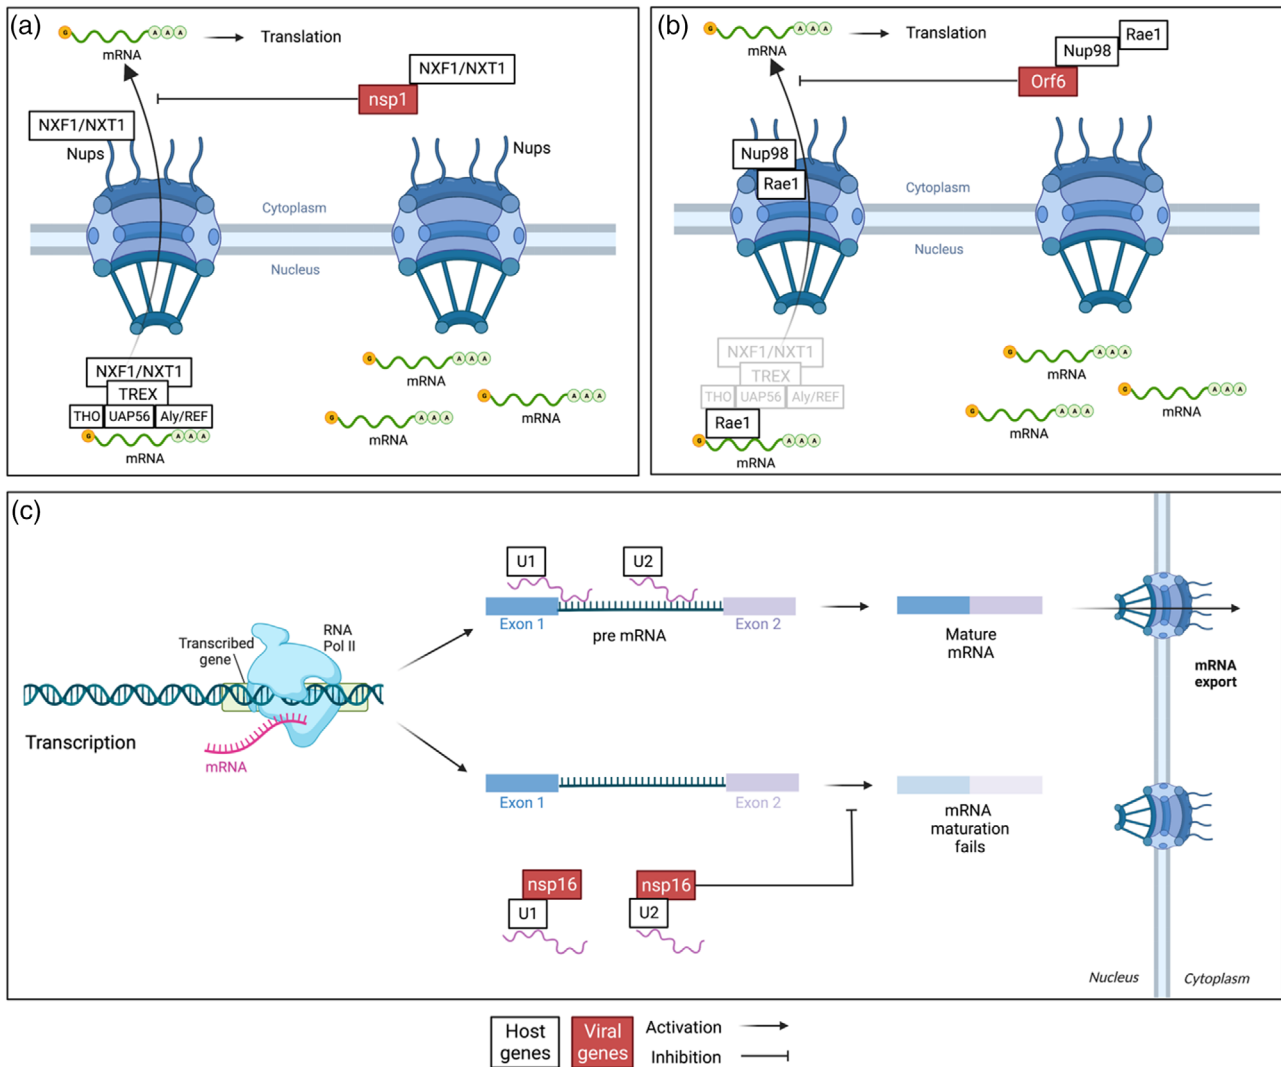 (a)
G A A A
mRNA
Translation
NXF1/NXT1
nsp1
NXF1/NXT1
Nups
Nups
Cytoplasm
Nucleus
NXF1/NXT1
TREX
THO UAP56 Aly/REF
G A A A
mRNA
G A A A
mRNA
G A A A
mRNA
G A A A
mRNA
(b)
G A A A
mRNA
Translation
Rae1
Nup98
Orf6
Nup98
Rae1
Cytoplasm
Nucleus
NXF1/NXT1
TREX
THO UAP56 Aly/REF
Rae1
G A A A
mRNA
G A A A
mRNA
G A A A
mRNA
G A A A
mRNA
(c)
Transcribed
gene
RNA
Pol II
Transcription
mRNA
U1
U2
Exon 1
pre mRNA
Exon 2
Mature
mRNA
mRNA
export
Exon 1
Exon 2
mRNA
maturation
fails
nsp16
U1
nsp16
U2
Nucleus
Cytoplasm
Host
genes
Viral
genes
Activation
Inhibition